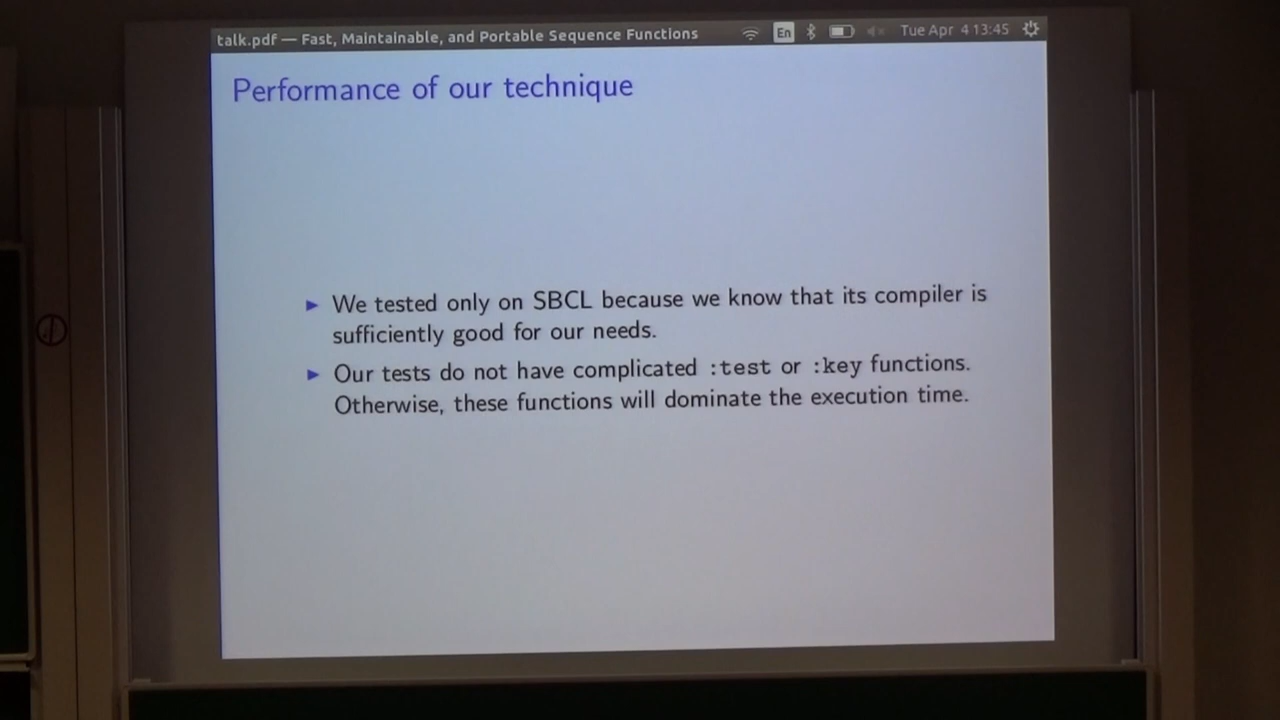 talk.pdf — Fast, Maintainable, and Portable Sequence Functions
En
Tue Apr 4 13:45
Performance of our technique
► We tested only on SBCL because we know that its compiler is
sufficiently good for our needs.
► Our tests do not have complicated :test or :key functions.
Otherwise, these functions will dominate the execution time.